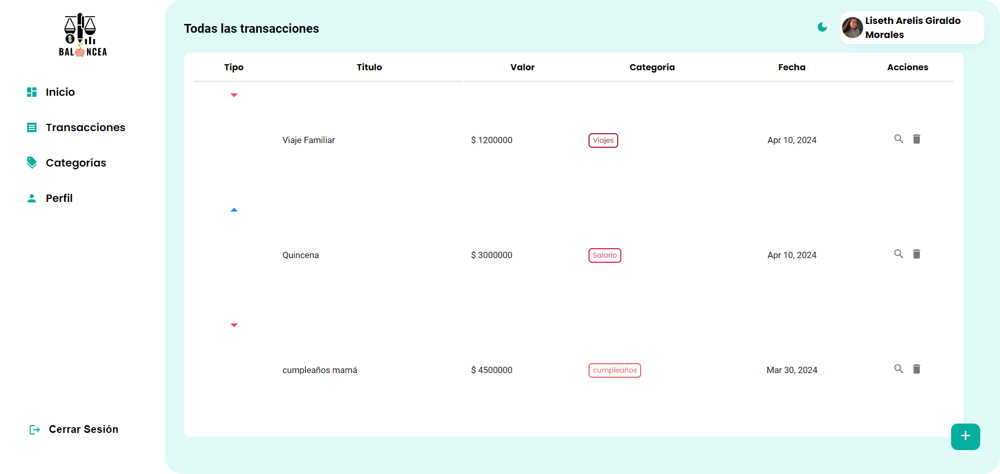 BALANCEA
Inicio
Transacciones
Categorías
Perfil
Cerrar Sesión
Todas las transacciones
Liseth Arelis Giraldo
Morales
Tipo Titulo Valor Categoría Fecha Acciones
Viaje Familiar $ 1200000 Viajes Apr 10, 2024
Quincena $ 3000000 Salario Apr 10, 2024
cumpleaños mamá $ 4500000 cumpleaños Mar 30, 2024